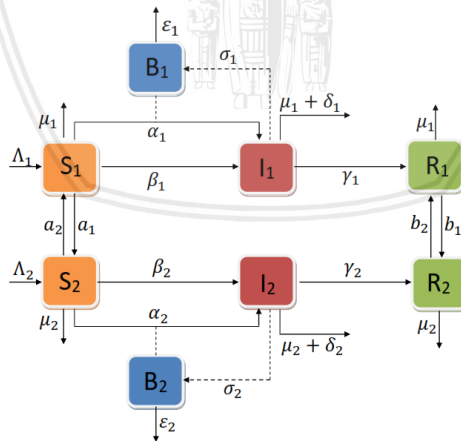 ε₁
B₁
σ₁
μ₁
μ₁ + δ₁
μ₁
α₁
Λ₁
S₁
I₁
R₁
β₁
γ₁
a₂
a₁
b₂
b₁
Λ₂
S₂
β₂
I₂
γ₂
R₂
μ₂
α₂
μ₂ + δ₂
μ₂
B₂
σ₂
ε₂